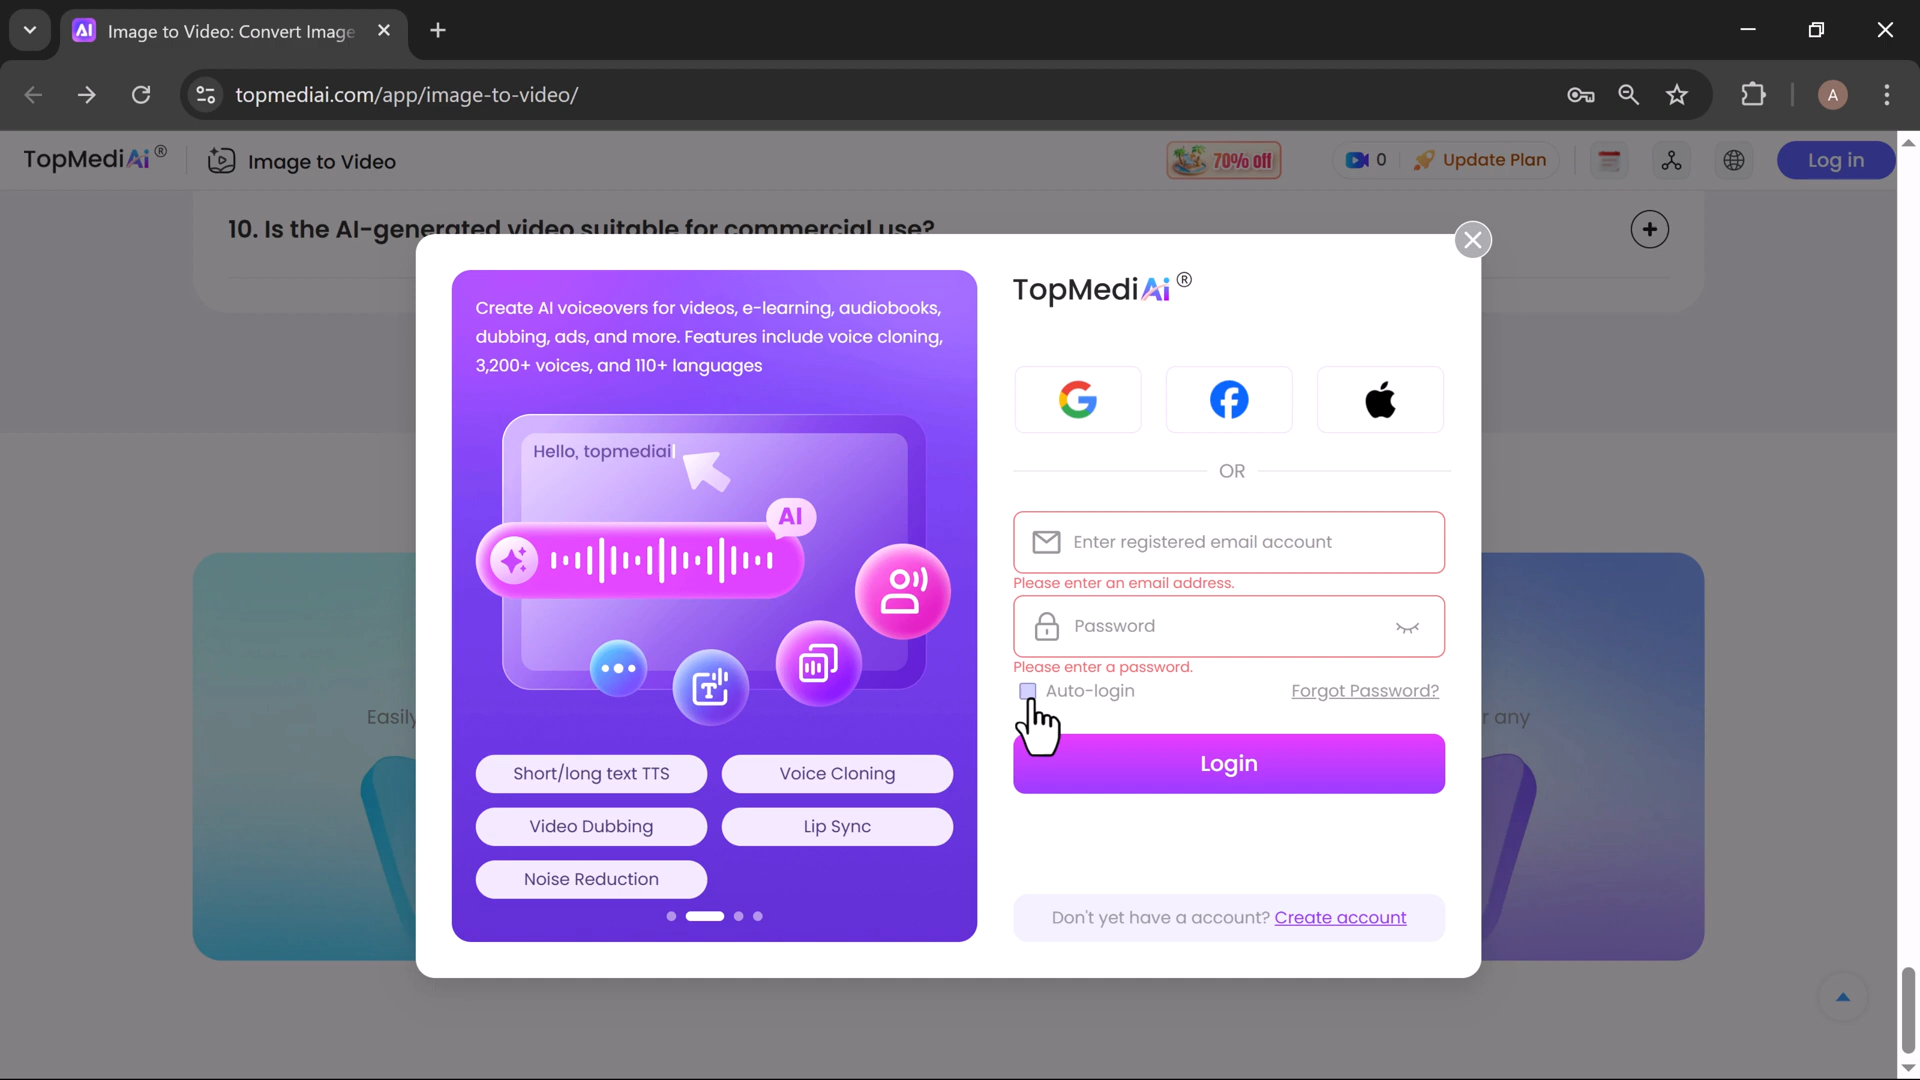 Image to Video: Convert Image
topmediai.com/app/image-to-video/
A
TopMediAi®
Image to Video
70% off
0
Update Plan
Log in
10. Is the AI-generated video suitable for commercial use?
Create AI voiceovers for videos, e-learning, audiobooks,
dubbing, ads, and more. Features include voice cloning,
3,200+ voices, and 110+ languages
Hello, topmediai
AI
Short/long text TTS
Voice Cloning
Video Dubbing
Lip Sync
Noise Reduction
TopMediAi®
OR
Enter registered email account
Please enter an email address.
Password
Please enter a password.
Auto-login
Forgot Password?
Login
Don't yet have a account? Create account
Easily
r any